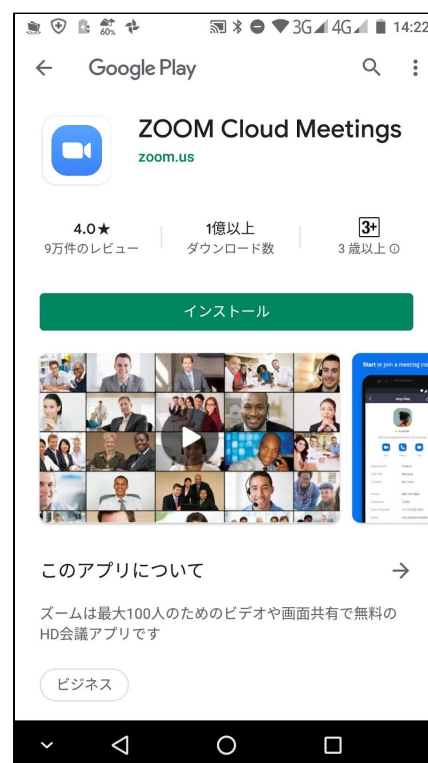 60%
3G 4G 14:22
Google Play
ZOOM Cloud Meetings
zoom.us
4.0★
9万件のレビュー
1億以上
ダウンロード数
3+
3 歳以上
インストール
Start or join a meeting
このアプリについて
ズームは最大100人のためのビデオや画面共有で無料の
HD会議アプリです
ビジネス